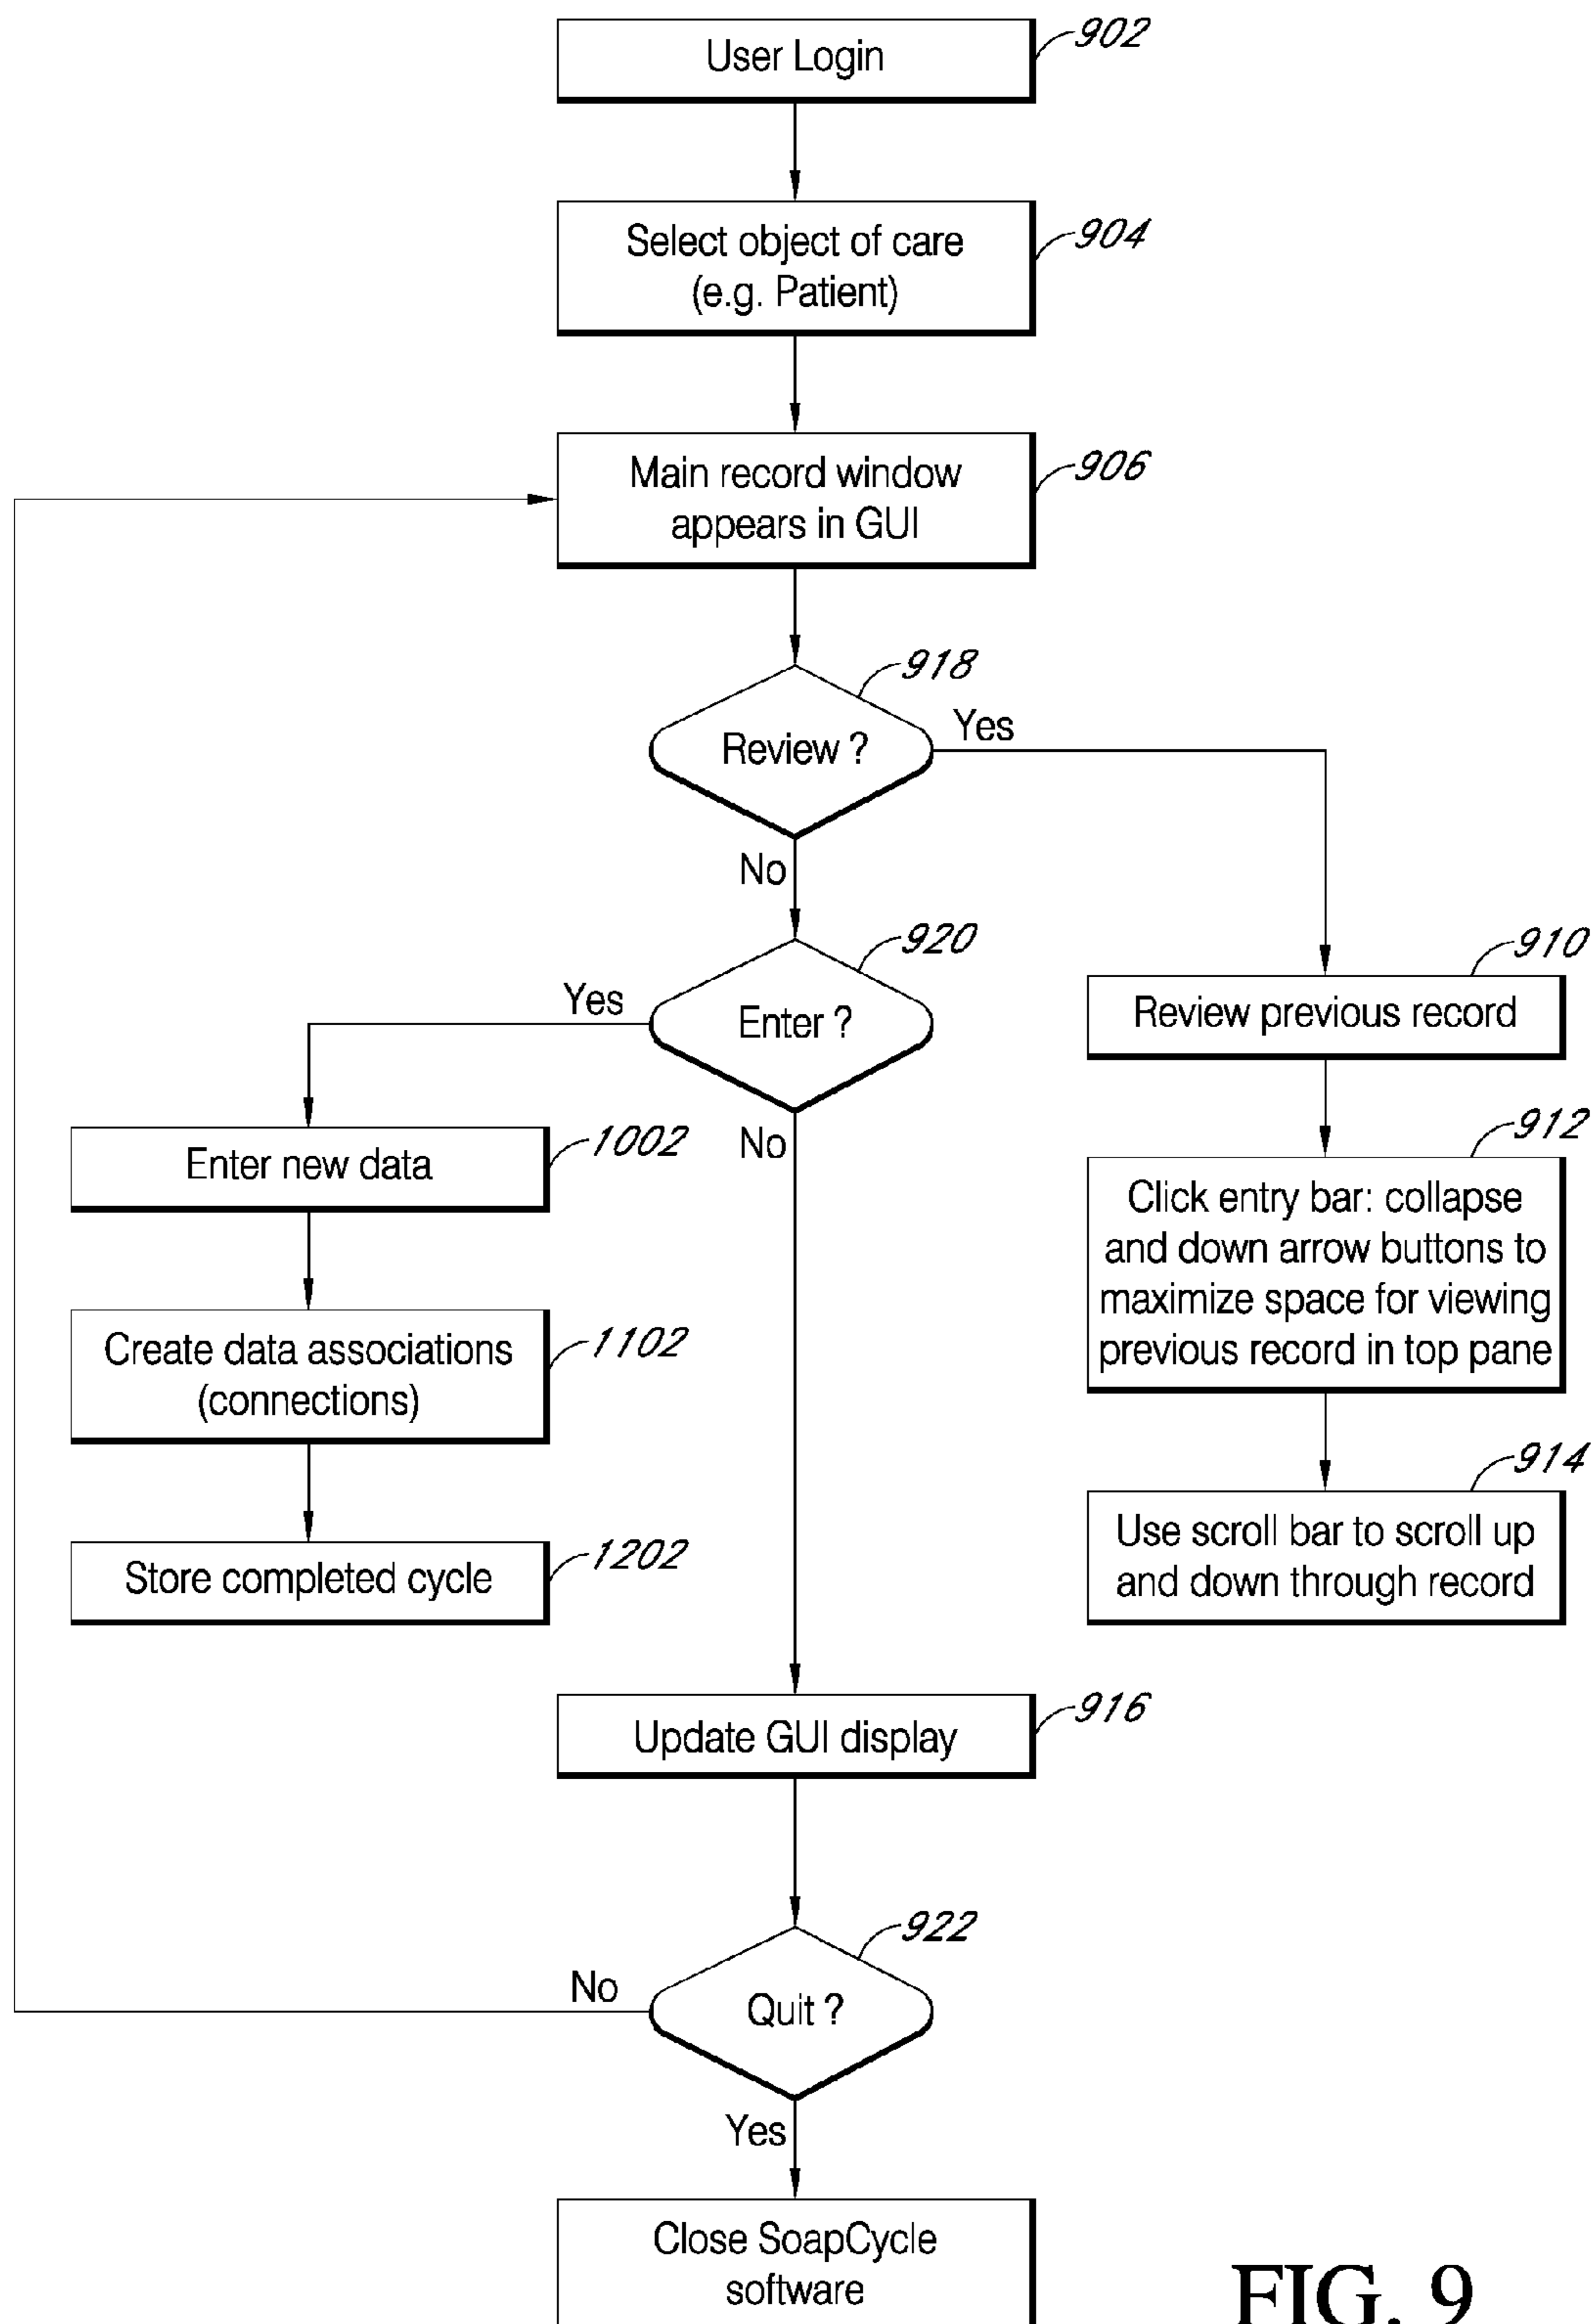 User Login
902
Select object of care
(e.g. Patient)
904
Main record window
appears in GUI
906
918
Review ?
Yes
No
920
Enter ?
Yes
No
910
Review previous record
1002
Enter new data
912
Click entry bar: collapse
and down arrow buttons to
maximize space for viewing
previous record in top pane
1102
Create data associations
(connections)
914
Use scroll bar to scroll up
and down through record
1202
Store completed cycle
916
Update GUI display
922
Quit ?
No
Yes
Close SoapCycle
software
FIG. 9